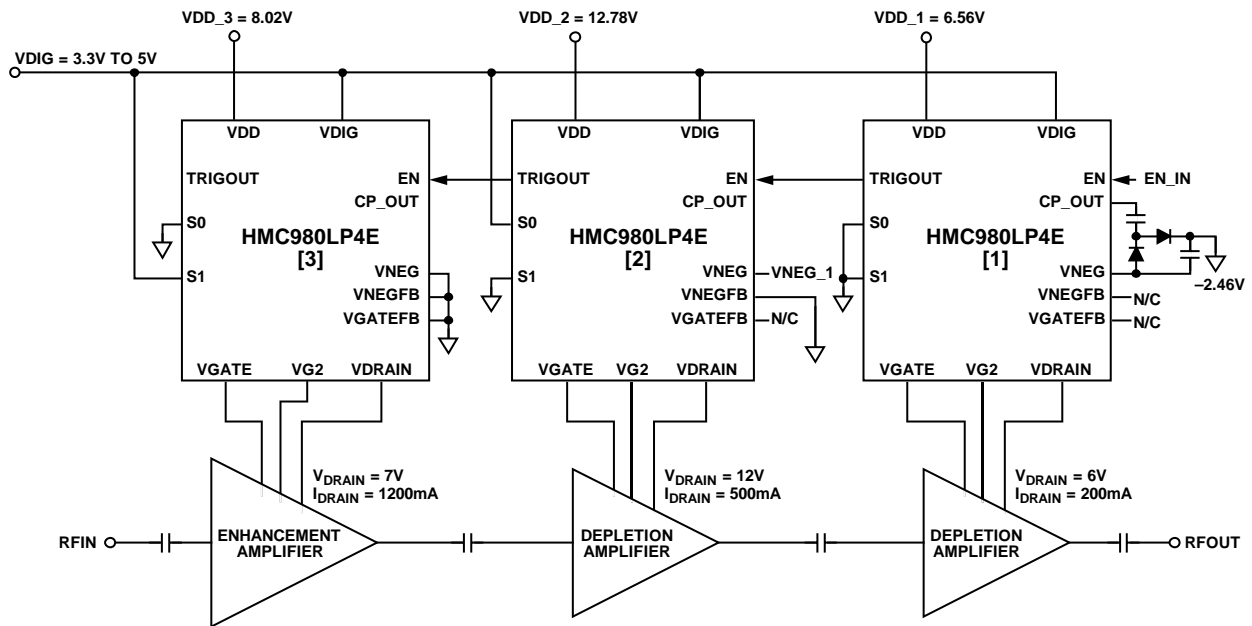 VDD_3 = 8.02V
VDD_2 = 12.78V
VDD_1 = 6.56V
VDIG = 3.3V TO 5V
VDD
VDIG
TRIGOUT
EN
CP_OUT
S0
HMC980LP4E
[3]
S1
VNEG
VNEGFB
VGATEFB
VGATE
VG2
VDRAIN
VDD
VDIG
TRIGOUT
EN
CP_OUT
S0
HMC980LP4E
[2]
S1
VNEG
VNEG_1
VNEGFB
VGATEFB
N/C
VGATE
VG2
VDRAIN
VDD
VDIG
TRIGOUT
EN
EN_IN
CP_OUT
S0
HMC980LP4E
[1]
S1
VNEG
–2.46V
VNEGFB
N/C
VGATEFB
N/C
VGATE
VG2
VDRAIN
VDRAIN = 7V
IDRAIN = 1200mA
VDRAIN = 12V
IDRAIN = 500mA
VDRAIN = 6V
IDRAIN = 200mA
RFIN
ENHANCEMENT
AMPLIFIER
DEPLETION
AMPLIFIER
DEPLETION
AMPLIFIER
RFOUT